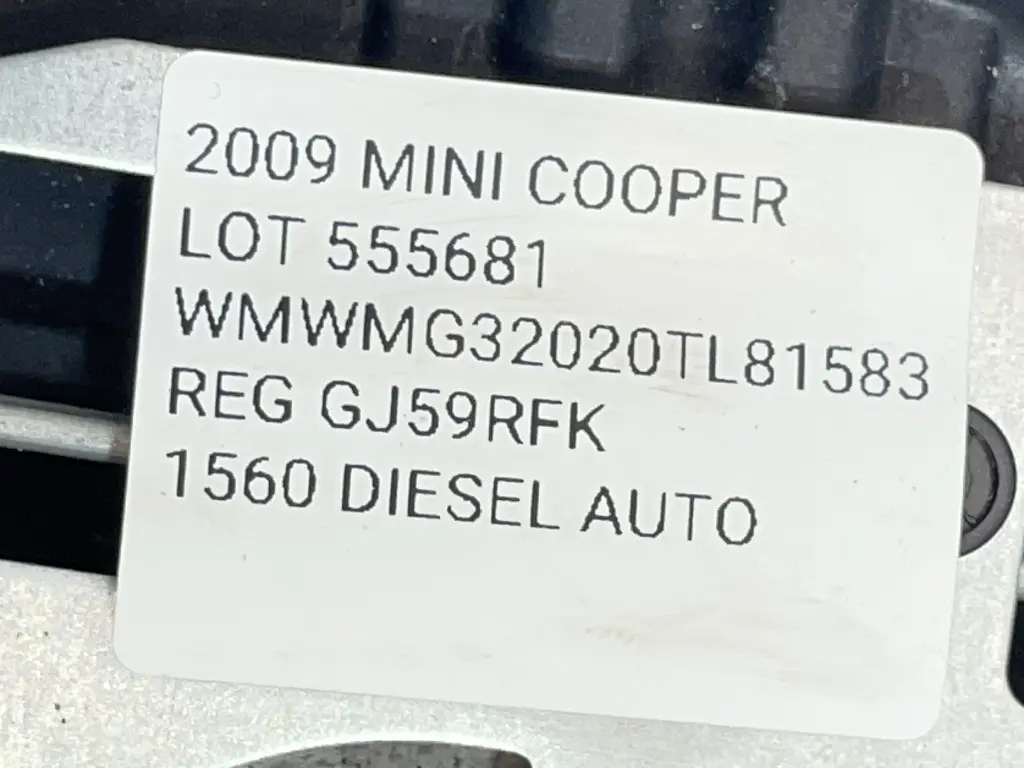 2009 MINI COOPER
LOT 555681
WMWMG32020TL81583
REG GJ59RFK
1560 DIESEL AUTO